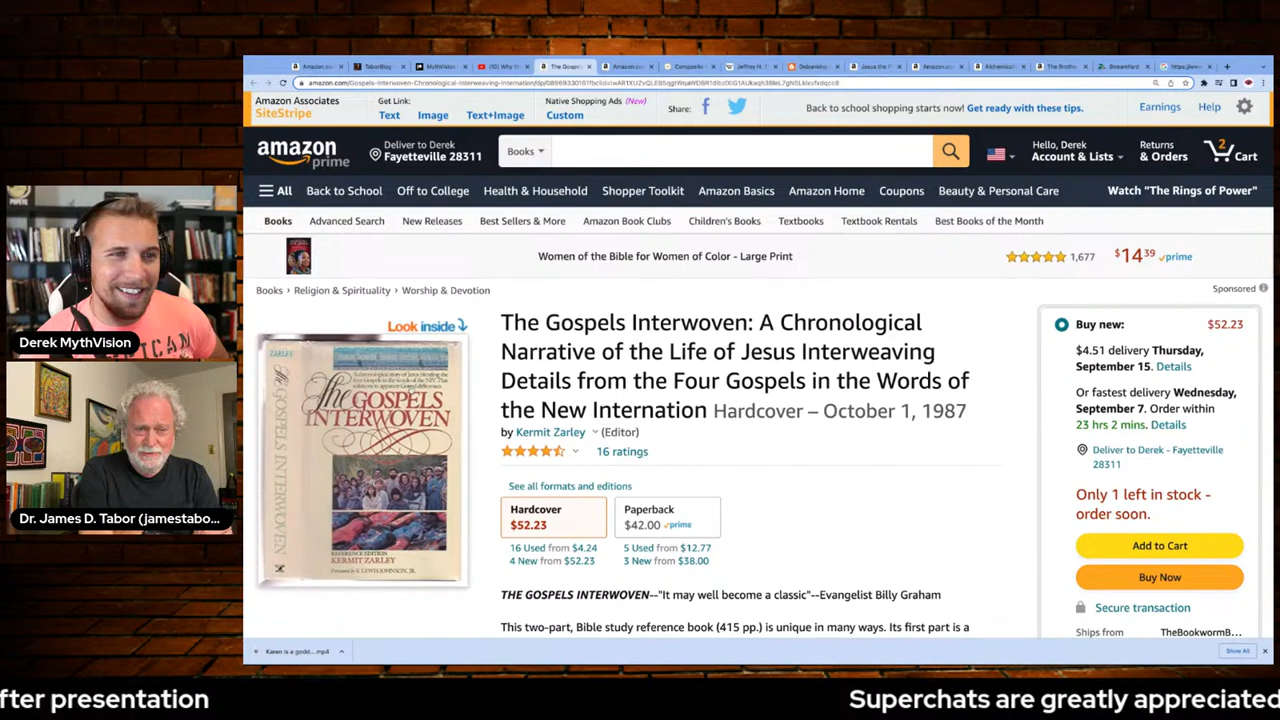 Amazon Associates
SiteStripe
Get Link:
Text
Image
Text+Image
Native Shopping Ads (New)
Custom
Share:
Back to school shopping starts now! Get ready with these tips.
Earnings
Help
amazon
prime
Deliver to Derek
Fayetteville 28311
Books
Hello, Derek
Account & Lists
Returns
& Orders
2
Cart
All
Back to School
Off to College
Health & Household
Shopper Toolkit
Amazon Basics
Amazon Home
Coupons
Beauty & Personal Care
Watch "The Rings of Power"
Books
Advanced Search
New Releases
Best Sellers & More
Amazon Book Clubs
Children's Books
Textbooks
Textbook Rentals
Best Books of the Month
Women of the Bible for Women of Color - Large Print
1,677
$14 39
prime
Books › Religion & Spirituality › Worship & Devotion
Sponsored
Look inside
ZARLEY
The GOSPELS INTERWOVEN
The
GOSPELS
INTERWOVEN
REFERENCE EDITION
KERMIT ZARLEY
The Gospels Interwoven: A Chronological
Narrative of the Life of Jesus Interweaving
Details from the Four Gospels in the Words of
the New Internation Hardcover – October 1, 1987
by Kermit Zarley (Editor)
16 ratings
See all formats and editions
Hardcover
$52.23
Paperback
$42.00 prime
16 Used from $4.24
4 New from $52.23
5 Used from $12.77
3 New from $38.00
THE GOSPELS INTERWOVEN--"It may well become a classic"--Evangelist Billy Graham
This two-part, Bible study reference book (415 pp.) is unique in many ways. Its first part is a
Buy new:
$52.23
$4.51 delivery Thursday,
September 15. Details
Or fastest delivery Wednesday,
September 7. Order within
23 hrs 2 mins. Details
Deliver to Derek - Fayetteville
28311
Only 1 left in stock -
order soon.
Add to Cart
Buy Now
Secure transaction
Ships from
TheBookwormB...
Karen is a godd....mp4
Show All
Derek MythVision
Dr. James D. Tabor (jamestabo...
fter presentation
Superchats are greatly appreciated